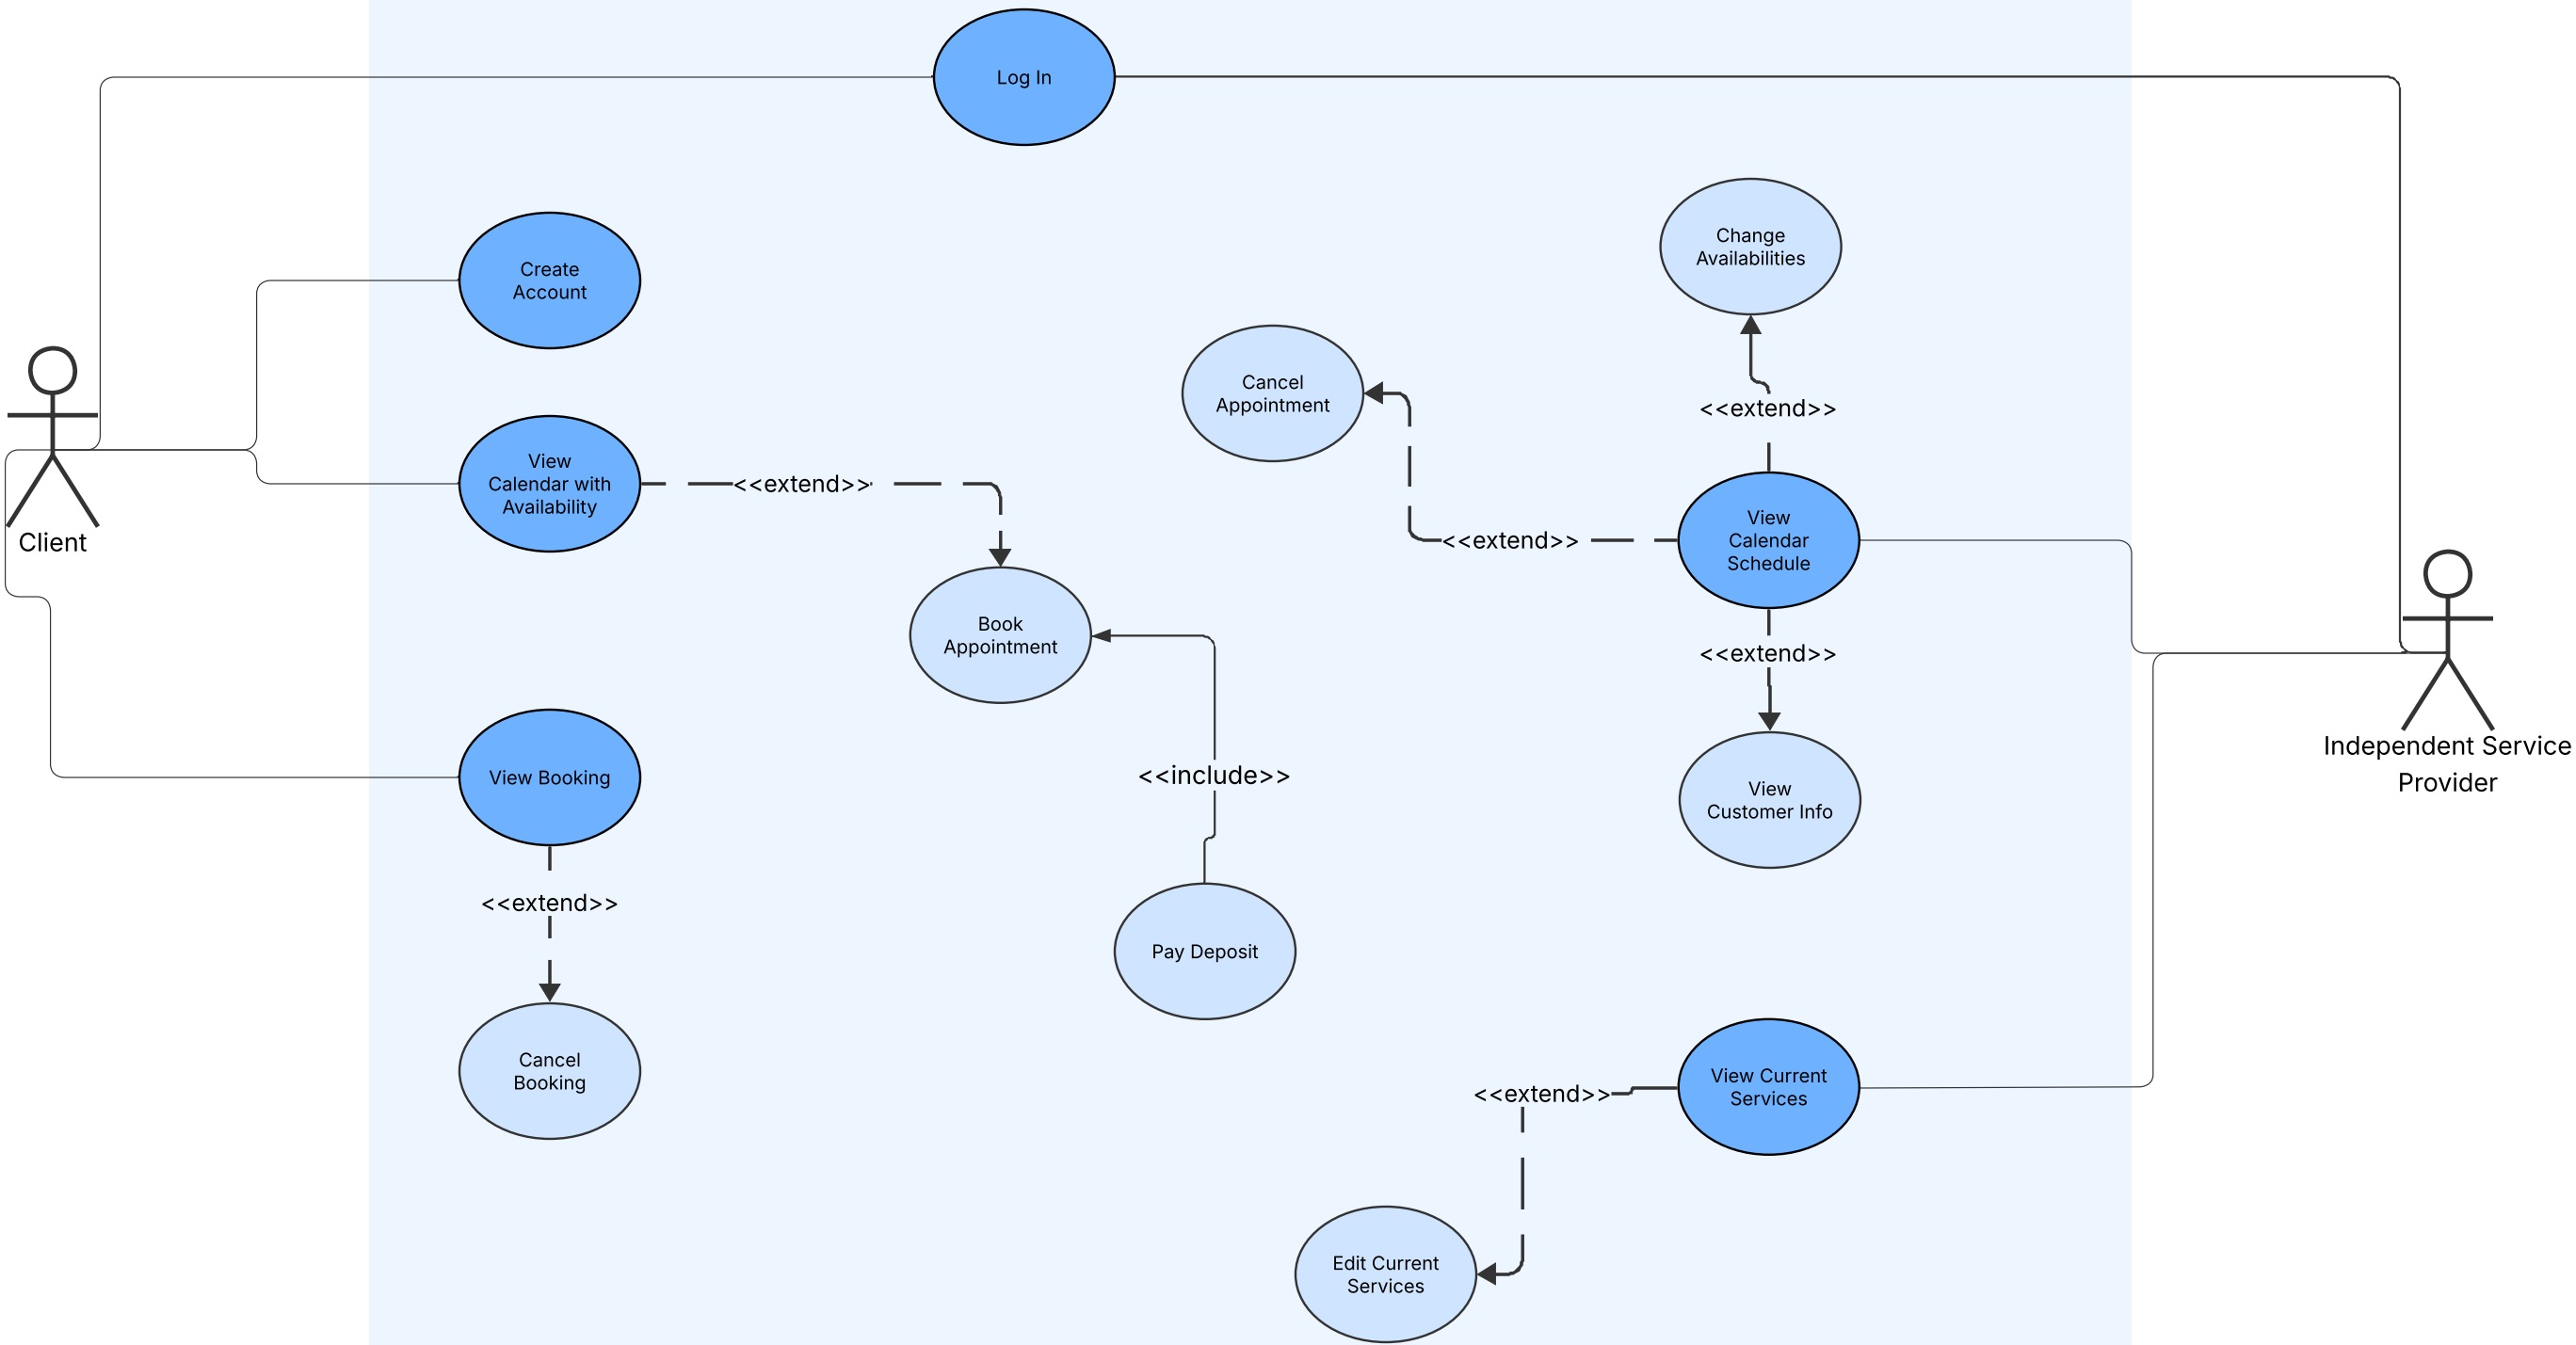 Log In
Create
Account
Change
Availabilities
Cancel
Appointment
<<extend>>
View
Calendar with
Availability
<<extend>>
<<extend>>
View
Calendar
Schedule
Client
Book
Appointment
<<extend>>
Independent Service
Provider
View Booking
<<include>>
View
Customer Info
<<extend>>
Pay Deposit
Cancel
Booking
<<extend>>
View Current
Services
Edit Current
Services